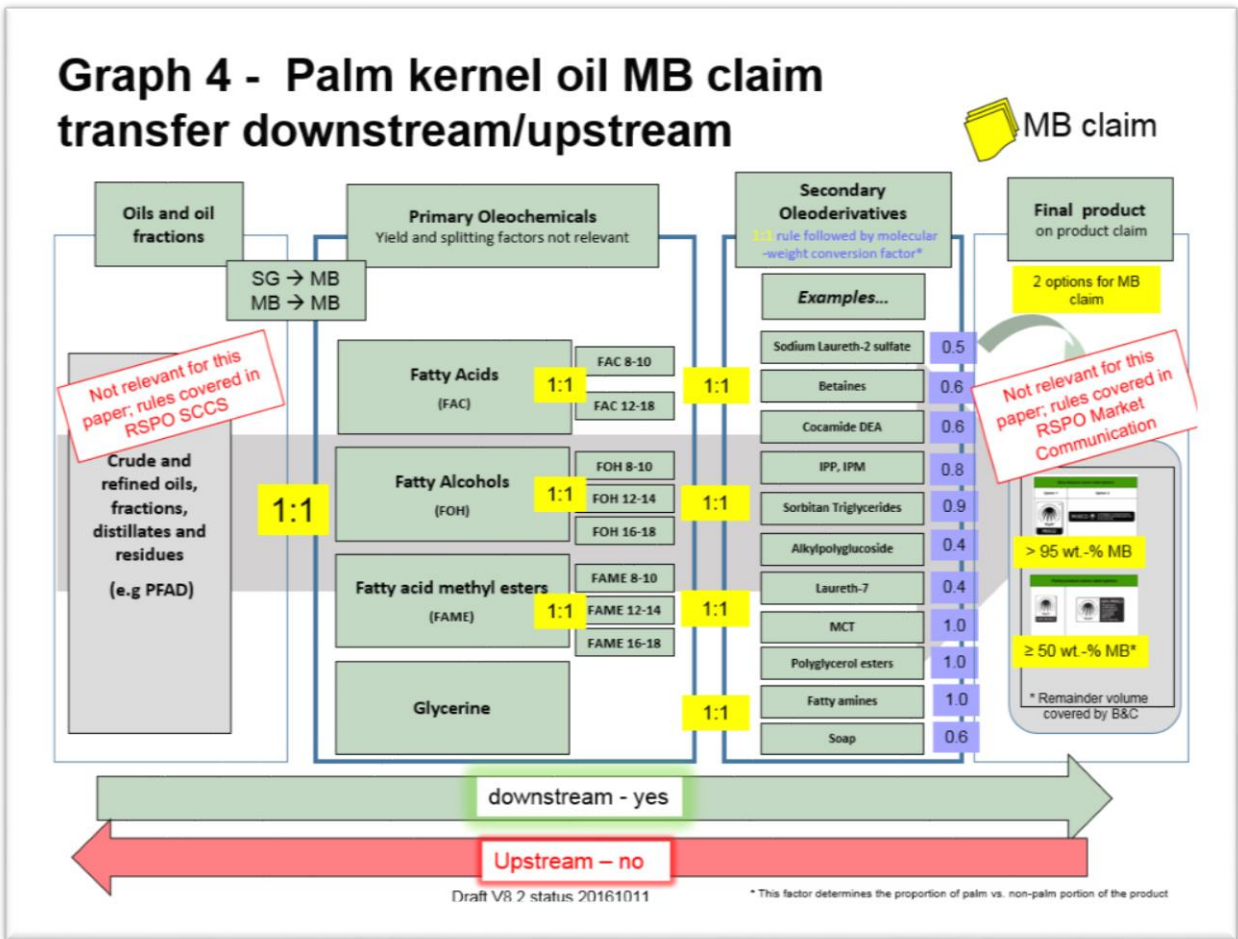 Graph 4 - Palm kernel oil MB claim
transfer downstream/upstream
MB claim
Oils and oil
fractions
SG → MB
MB → MB
Not relevant for this
paper; rules covered in
RSPO SCCS
Crude and
refined oils,
fractions,
distillates and
residues
(e.g PFAD)
1:1
Primary Oleochemicals
Yield and splitting factors not relevant
Fatty Acids
(FAC)
1:1
FAC 8-10
FAC 12-18
1:1
Fatty Alcohols
(FOH)
1:1
FOH 8-10
FOH 12-14
FOH 16-18
1:1
Fatty acid methyl esters
(FAME)
1:1
FAME 8-10
FAME 12-14
FAME 16-18
1:1
Glycerine
1:1
Secondary
Oleoderivatives
1:1 rule followed by molecular
-weight conversion factor*
Examples...
Sodium Laureth-2 sulfate 0.5
Betaines 0.6
Cocamide DEA 0.6
IPP, IPM 0.8
Sorbitan Triglycerides 0.9
Alkylpolyglucoside 0.4
Laureth-7 0.4
MCT 1.0
Polyglycerol esters 1.0
Fatty amines 1.0
Soap 0.6
Final product
on product claim
2 options for MB
claim
Not relevant for this
paper; rules covered in
RSPO Market
Communication
> 95 wt.-% MB
≥ 50 wt.-% MB*
* Remainder volume
covered by B&C
downstream - yes
Upstream – no
Draft V8.2 status 20161011
* This factor determines the proportion of palm vs. non-palm portion of the product